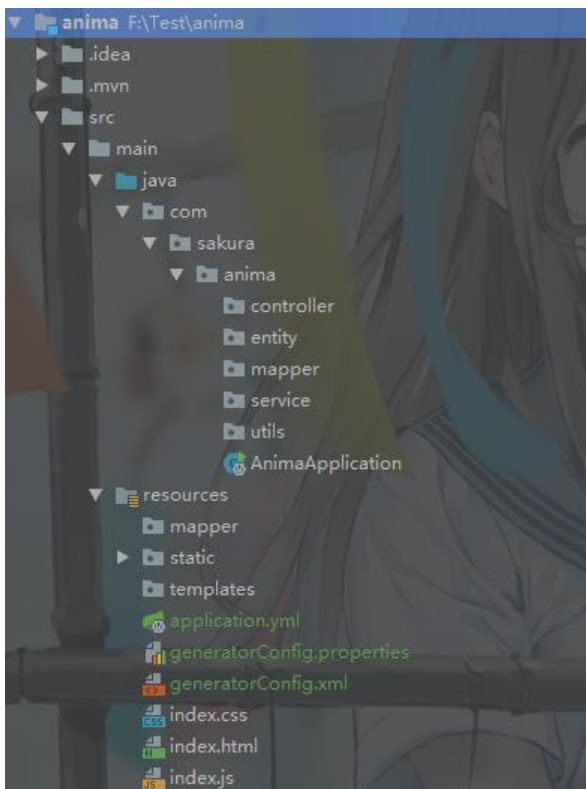 anima F:\Test\anima
.idea
.mvn
src
main
java
com
sakura
anima
controller
entity
mapper
service
utils
AnimaApplication
resources
mapper
static
templates
application.yml
generatorConfig.properties
generatorConfig.xml
index.css
index.html
index.js